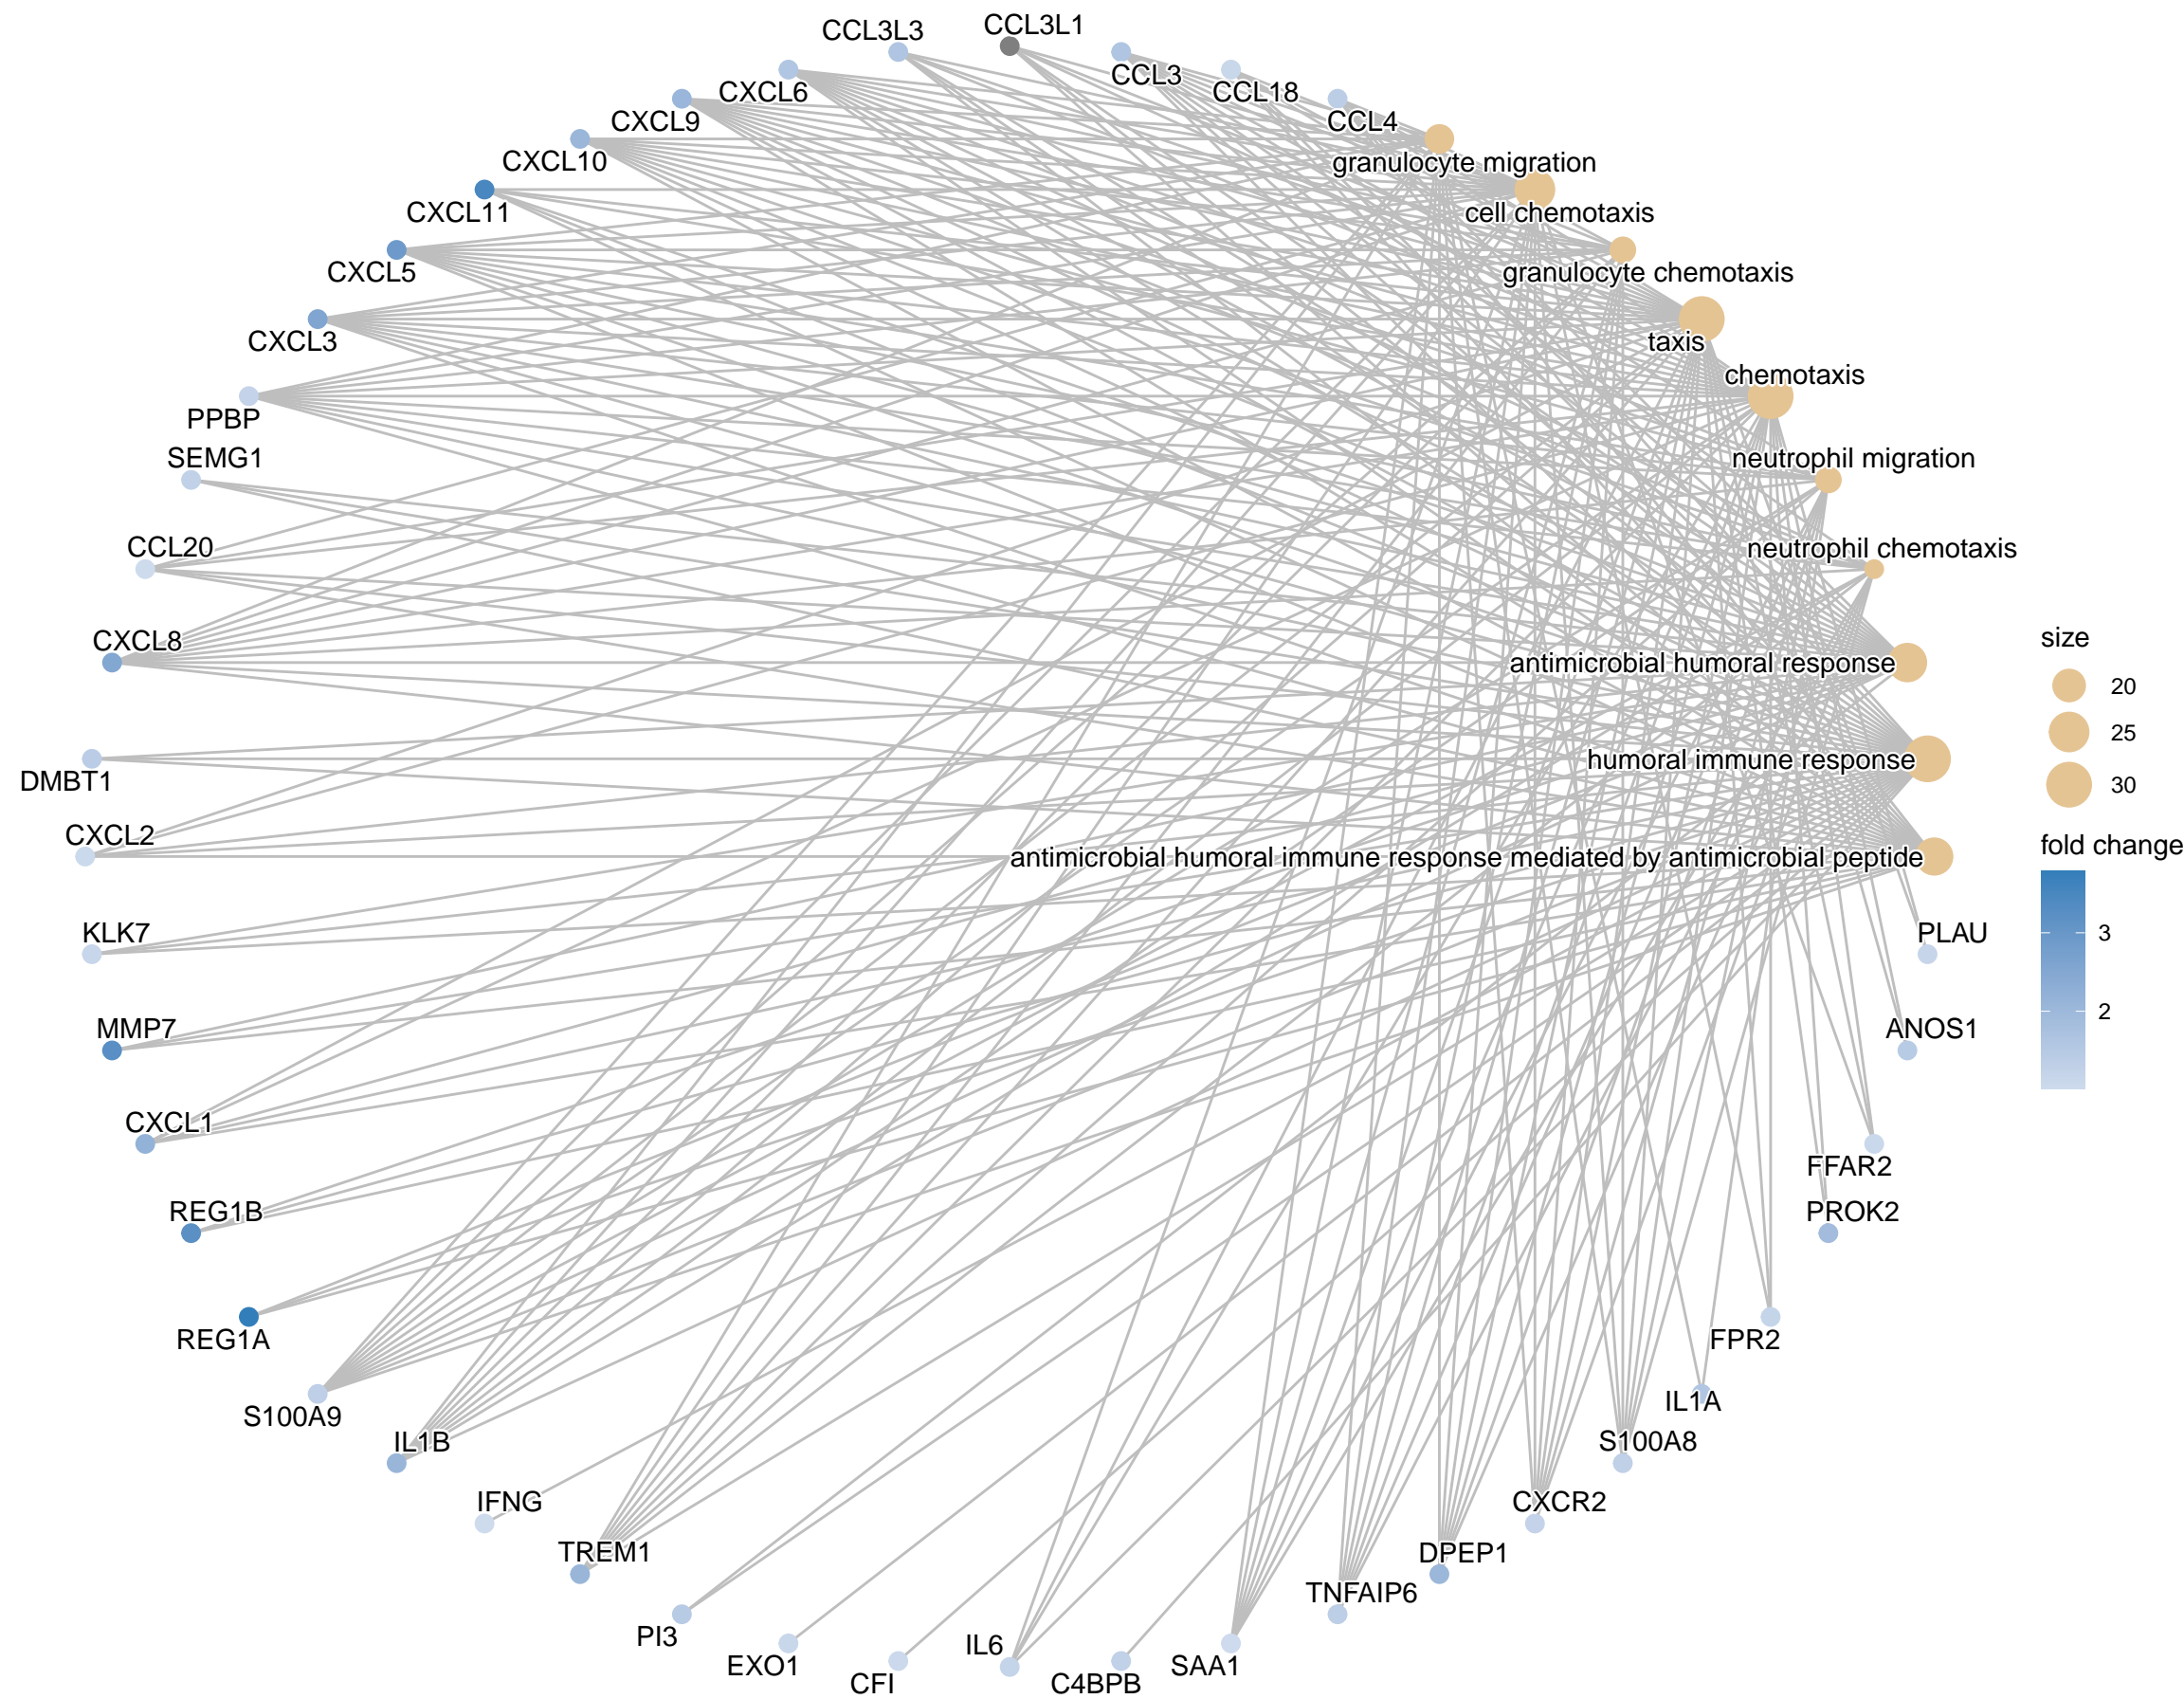 CCL3L3
CCL3L1
CCL3
CXCL6
CCL18
CXCL9
CCL4
CXCL10
granulocyte migration
CXCL11
cell chemotaxis
CXCL5
granulocyte chemotaxis
CXCL3
taxis
chemotaxis
PPBP
SEMG1
neutrophil migration
CCL20
neutrophil chemotaxis
CXCL8
antimicrobial humoral response
DMBT1
humoral immune response
CXCL2
antimicrobial humoral immune response mediated by antimicrobial peptide
KLK7
PLAU
MMP7
ANOS1
CXCL1
FFAR2
REG1B
PROK2
REG1A
FPR2
S100A9
IL1A
IL1B
S100A8
IFNG
CXCR2
TREM1
DPEP1
TNFAIP6
PI3
IL6
EXO1
SAA1
CFI
C4BPB
size
20
25
30
fold change
3
2